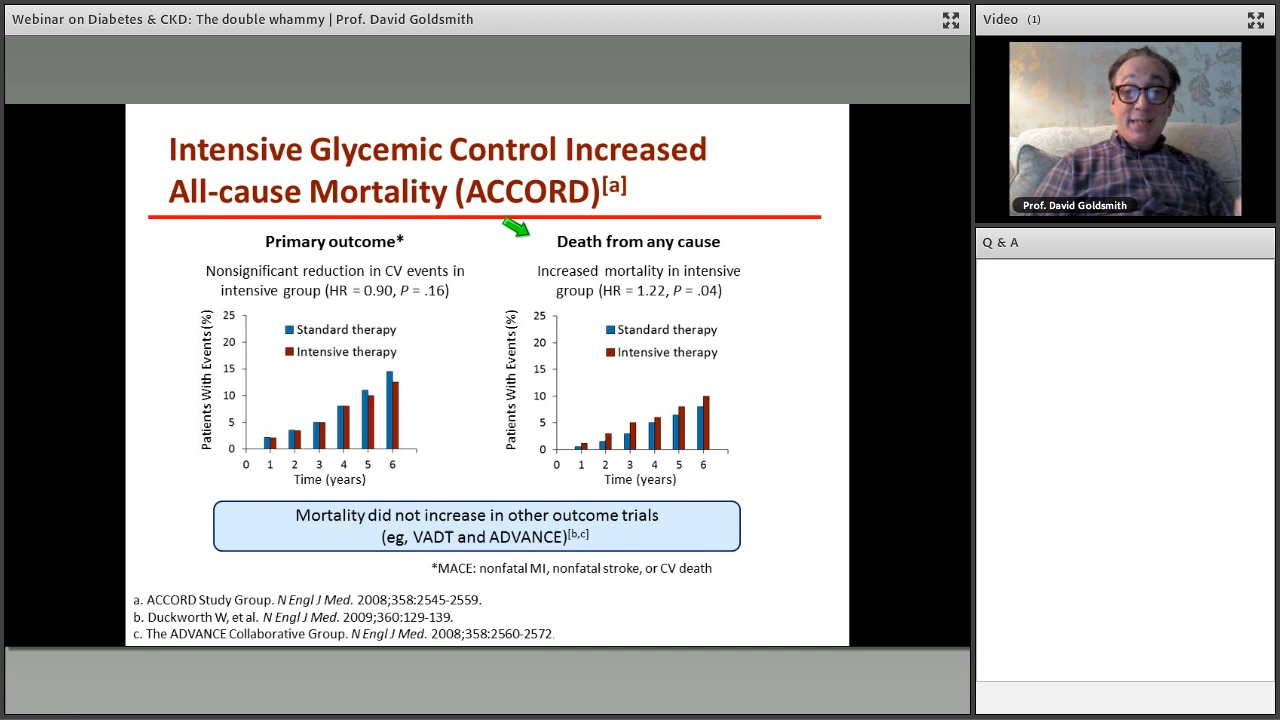 Webinar on Diabetes & CKD: The double whammy | Prof. David Goldsmith
Video (1)
Prof. David Goldsmith
Q & A
Intensive Glycemic Control Increased
All-cause Mortality (ACCORD)[a]
Primary outcome*
Nonsignificant reduction in CV events in
intensive group (HR = 0.90, P = .16)
Patients With Events (%)
25
20
15
10
5
0
Standard therapy
Intensive therapy
0 1 2 3 4 5 6
Time (years)
Death from any cause
Increased mortality in intensive
group (HR = 1.22, P = .04)
Patients With Events (%)
25
20
15
10
5
0
Standard therapy
Intensive therapy
0 1 2 3 4 5 6
Time (years)
Mortality did not increase in other outcome trials
(eg, VADT and ADVANCE)[b,c]
*MACE: nonfatal MI, nonfatal stroke, or CV death
a. ACCORD Study Group. N Engl J Med. 2008;358:2545-2559.
b. Duckworth W, et al. N Engl J Med. 2009;360:129-139.
c. The ADVANCE Collaborative Group. N Engl J Med. 2008;358:2560-2572.